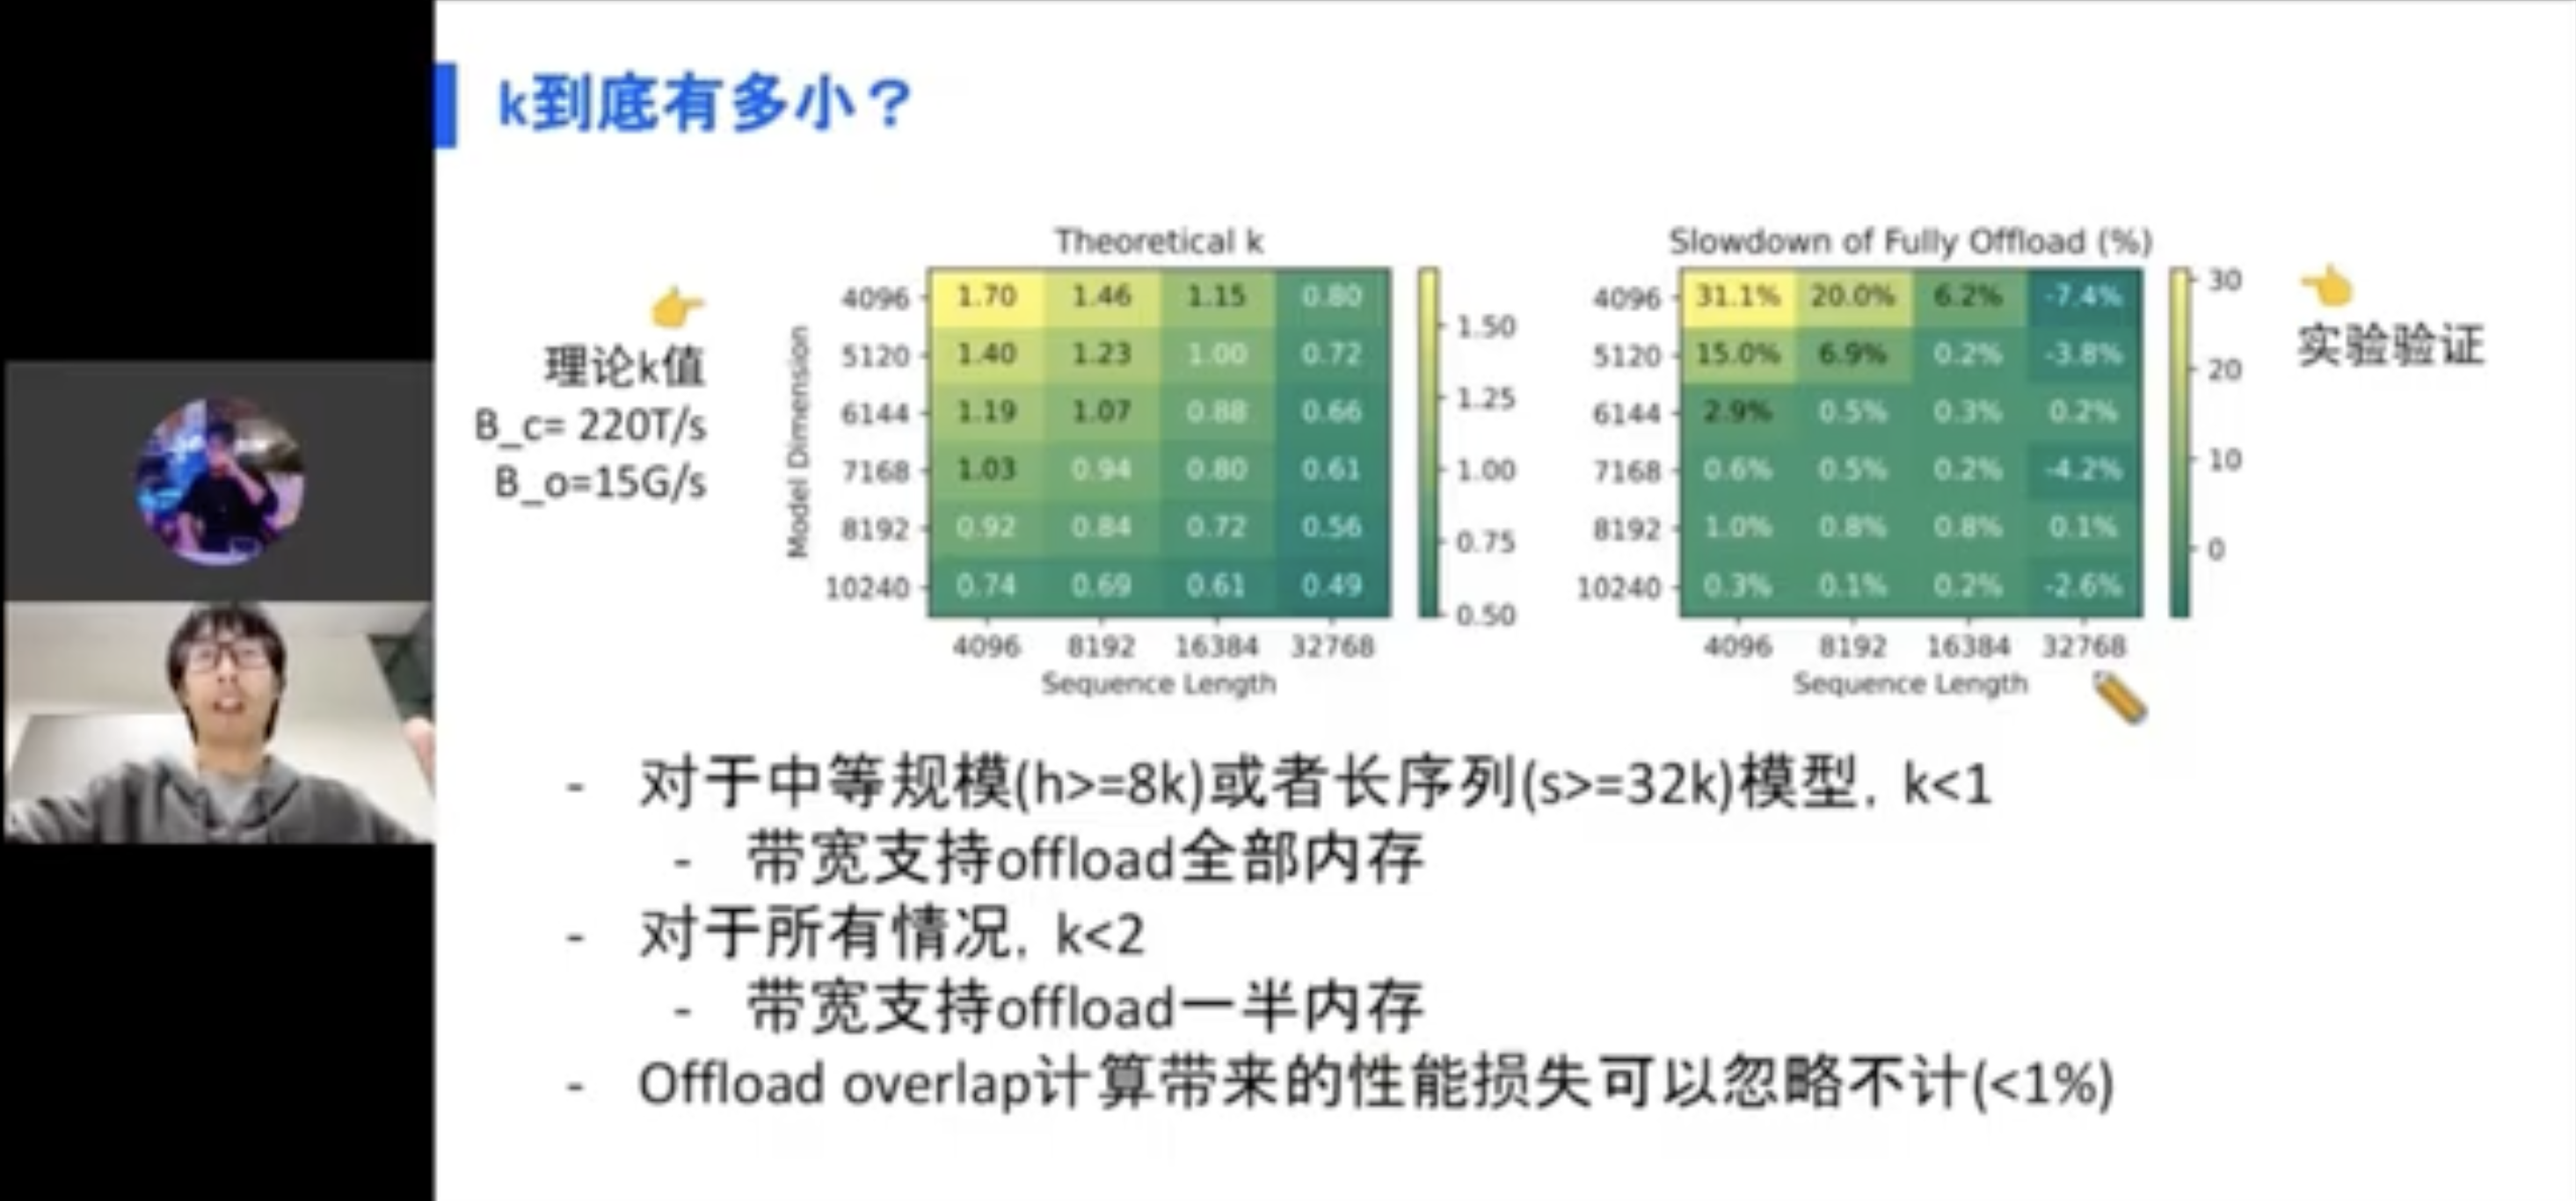 k到底有多小？
👉
理论k值
B_c= 220T/s
B_o=15G/s
Theoretical k
Model Dimension
4096 1.70 1.46 1.15 0.80
5120 1.40 1.23 1.00 0.72
6144 1.19 1.07 0.88 0.66
7168 1.03 0.94 0.80 0.61
8192 0.92 0.84 0.72 0.56
10240 0.74 0.69 0.61 0.49
4096 8192 16384 32768
Sequence Length
1.50
1.25
1.00
0.75
0.50
Slowdown of Fully Offload (%)
4096 31.1% 20.0% 6.2% -7.4%
5120 15.0% 6.9% 0.2% -3.8%
6144 2.9% 0.5% 0.3% 0.2%
7168 0.6% 0.5% 0.2% -4.2%
8192 1.0% 0.8% 0.8% 0.1%
10240 0.3% 0.1% 0.2% -2.6%
4096 8192 16384 32768
Sequence Length
30
20
10
0
👈
实验验证
- 对于中等规模(h>=8k)或者长序列(s>=32k)模型, k<1
- 带宽支持offload全部内存
- 对于所有情况, k<2
- 带宽支持offload一半内存
- Offload overlap计算带来的性能损失可以忽略不计(<1%)